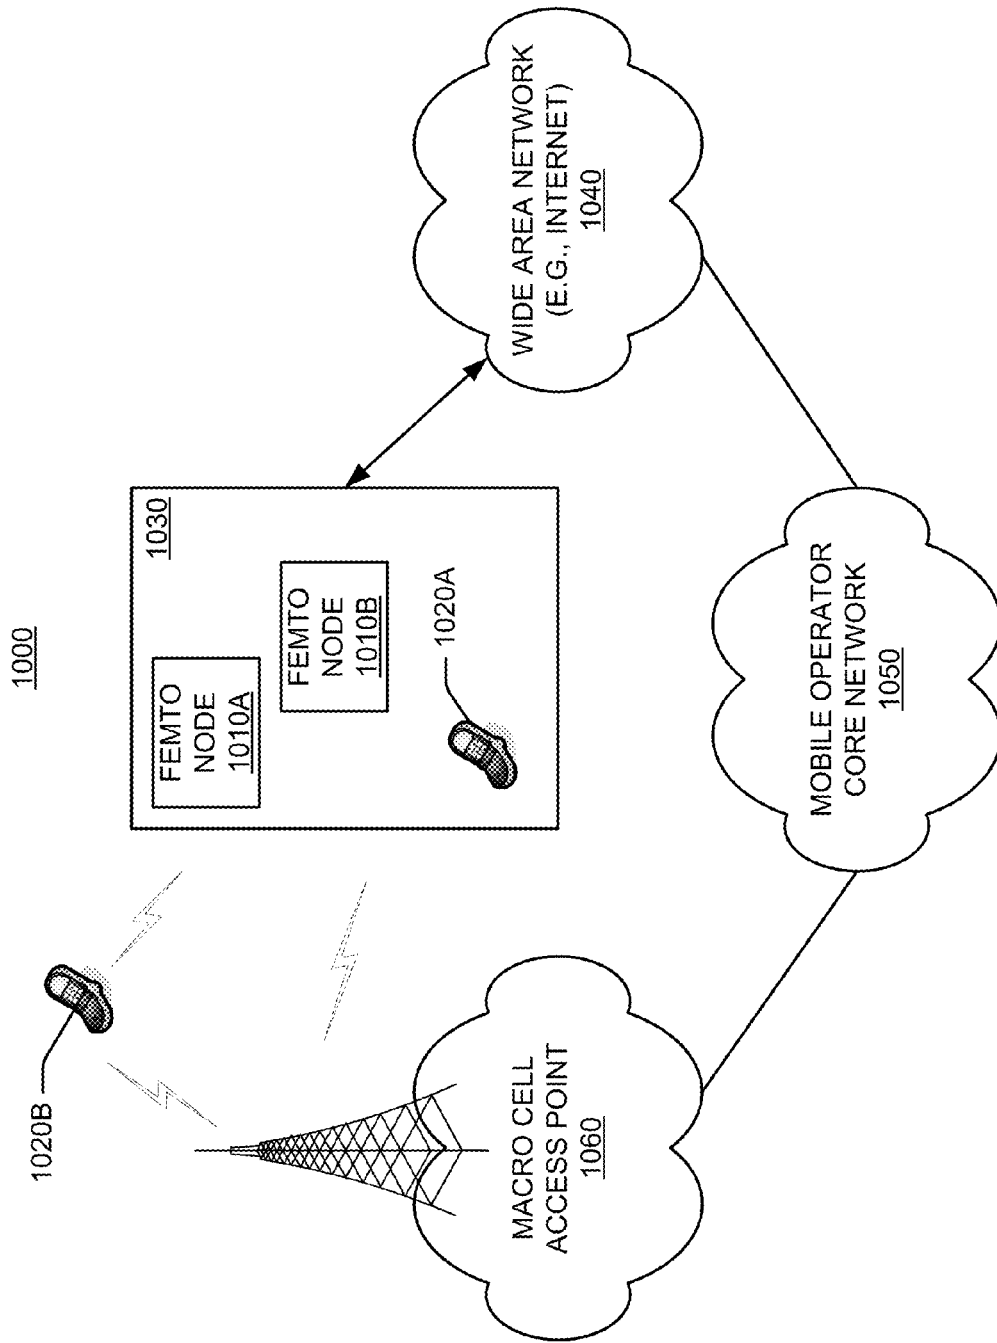 1000
1020B
FEMTO
NODE
1010A
1030
FEMTO
NODE
1010B
1020A
MACRO CELL
ACCESS POINT
1060
WIDE AREA NETWORK
(E.G., INTERNET)
1040
MOBILE OPERATOR
CORE NETWORK
1050